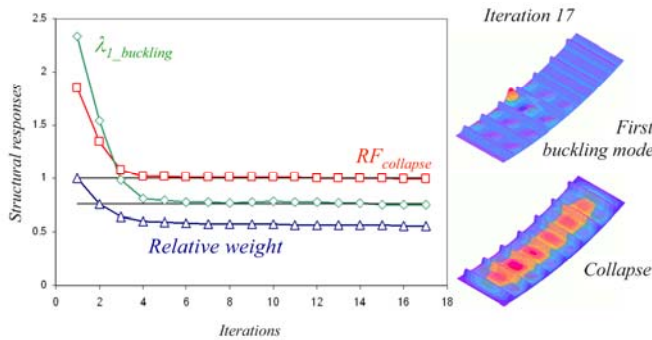 Iteration 17
2.5
2
1.5
1
0.5
0
0 2 4 6 8 10 12 14 16 18
Structural responses
Iterations
λ1_buckling
RFcollapse
Relative weight
First
buckling mode
Collapse